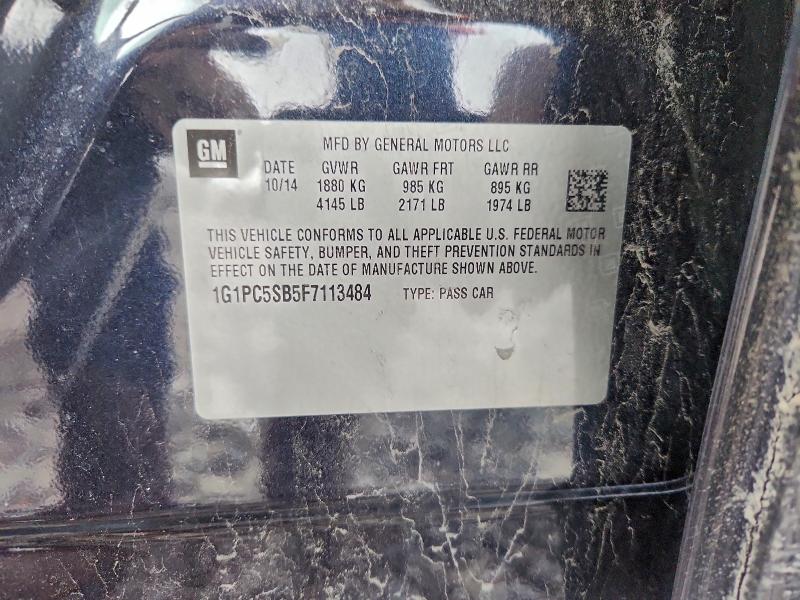 GM
MFD BY GENERAL MOTORS LLC
DATE GVWR GAWR FRT GAWR RR
10/14 1880 KG 985 KG 895 KG
4145 LB 2171 LB 1974 LB
THIS VEHICLE CONFORMS TO ALL APPLICABLE U.S. FEDERAL MOTOR
VEHICLE SAFETY, BUMPER, AND THEFT PREVENTION STANDARDS IN
EFFECT ON THE DATE OF MANUFACTURE SHOWN ABOVE.
1G1PC5SB5F7113484 TYPE: PASS CAR